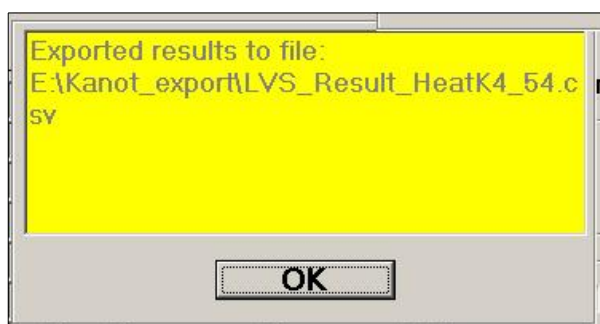 Exported results to file:
E:\Kanot_export\LVS_Result_HeatK4_54.c
sv
OK